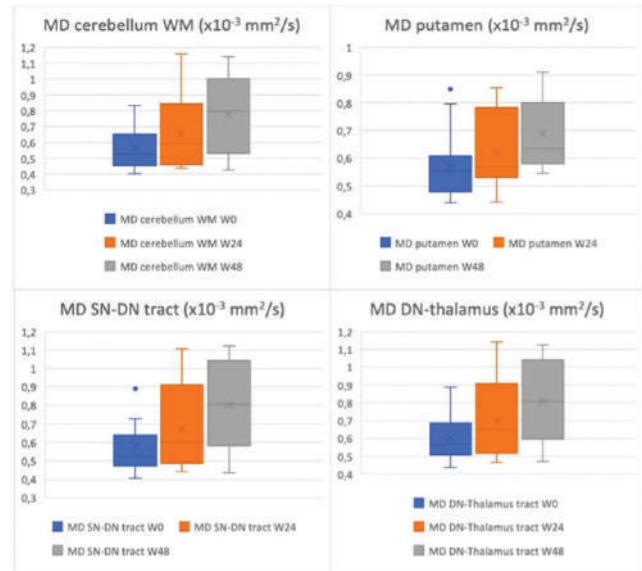 MD cerebellum WM (x10⁻³ mm²/s)
1,2
1,1
1
0,9
0,8
0,7
0,6
0,5
0,4
0,3
MD cerebellum WM W0
MD cerebellum WM W24
MD cerebellum WM W48
MD putamen (x10⁻³ mm²/s)
1
0,9
0,8
0,7
0,6
0,5
0,4
MD putamen W0 MD putamen W24
MD putamen W48
MD SN-DN tract (x10⁻³ mm²/s)
1,2
1,1
1
0,9
0,8
0,7
0,6
0,5
0,4
0,3
MD SN-DN tract W0 MD SN-DN tract W24
MD SN-DN tract W48
MD DN-thalamus (x10⁻³ mm²/s)
1,2
1,1
1
0,9
0,8
0,7
0,6
0,5
0,4
MD DN-Thalamus tract W0
MD DN-Thalamus tract W24
MD DN-Thalamus tract W48